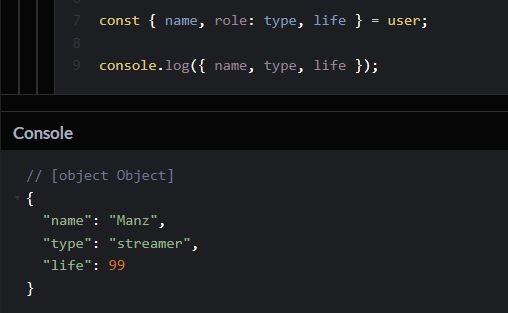 7 const { name, role: type, life } = user;
8
9 console.log({ name, type, life });
Console
// [object Object]
{
"name": "Manz",
"type": "streamer",
"life": 99
}